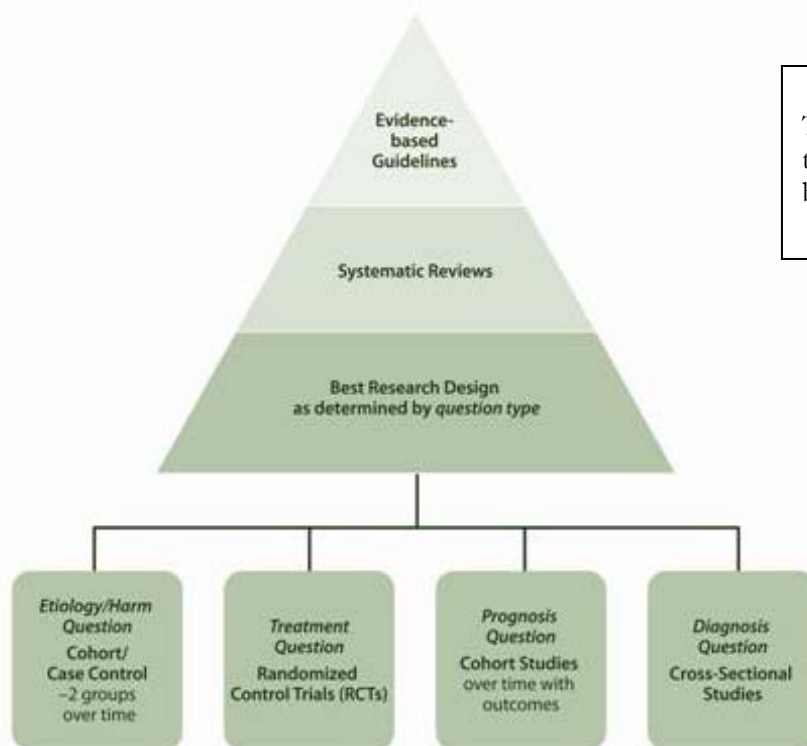 Evidence-
based
Guidelines
Systematic Reviews
Best Research Design
as determined by question type
Etiology/Harm
Question
Cohort/
Case Control
–2 groups
over time
Treatment
Question
Randomized
Control Trials (RCTs)
Prognosis
Question
Cohort Studies
over time with
outcomes
Diagnosis
Question
Cross-Sectional
Studies